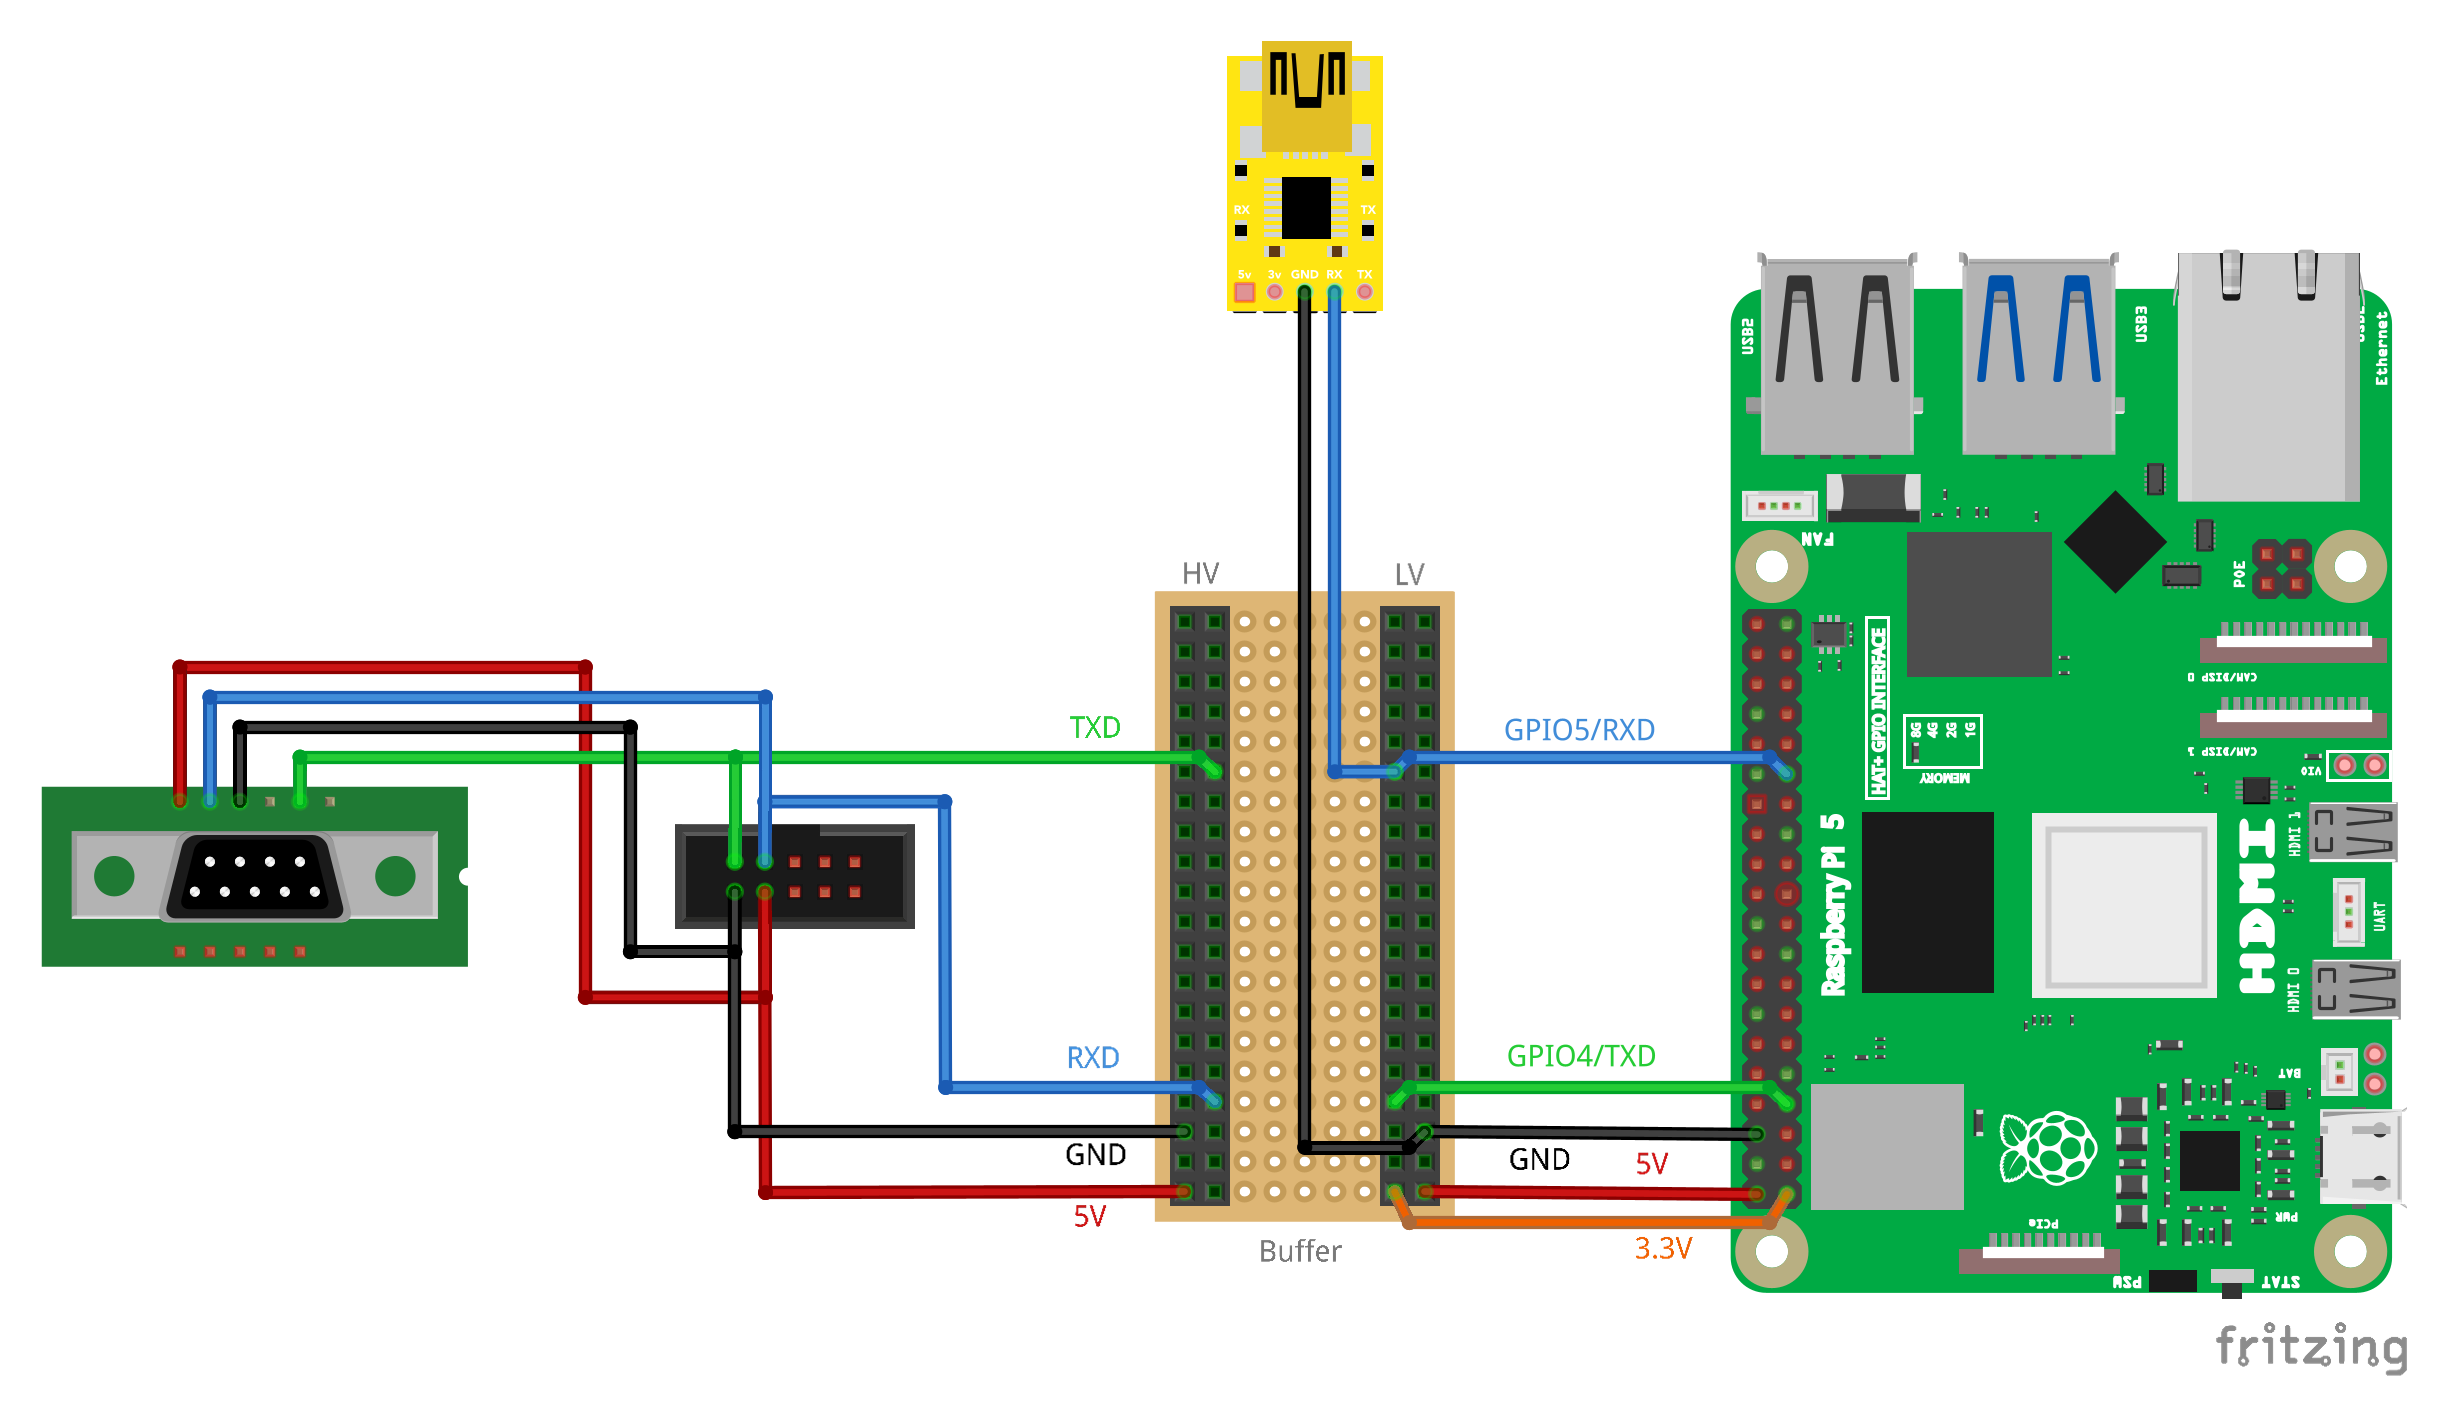 RX
TX
5v 3v GND RX TX
USB2
USB3
Ethernet
FAN
POE
HV
LV
HAT+ GPIO INTERFACE
CAM/DISP 0
TXD
GPIO5/RXD
8G
4G
2G
1G
MEMORY
CAM/DISP 1
VIO
Raspberry Pi 5
HDMI
HDMI 1
UART
HDMI 0
RXD
GPIO4/TXD
BAT
GND
GND
5V
5V
3.3V
Buffer
PCIe
PWR
PSW
STAT
fritzing